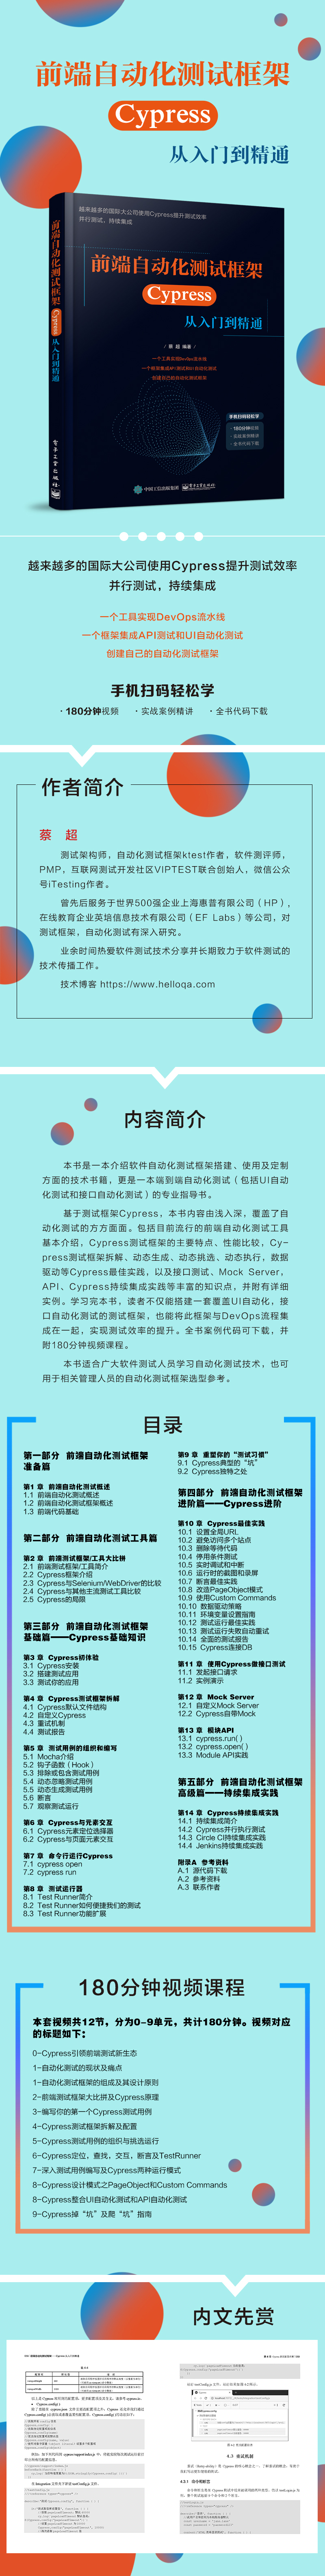 前端自动化测试框架
Cypress
从入门到精通
越来越多的国际大公司使用Cypress提升测试效率
并行测试，持续集成
前端自动化测试框架
Cypress
从入门到精通
/ 蔡 超 编著 /
一个工具实现DevOps流水线
一个框架集成API测试和UI自动化测试
创建自己的自动化测试框架
手机扫码轻松学
· 180分钟视频
· 实战案例精讲
· 全书代码下载
中国工信出版集团 电子工业出版社
前端自动化测试框架 Cypress 从入门到精通
电子工业出版社
越来越多的国际大公司使用Cypress提升测试效率
并行测试，持续集成
一个工具实现DevOps流水线
一个框架集成API测试和UI自动化测试
创建自己的自动化测试框架
手机扫码轻松学
· 180分钟视频 · 实战案例精讲 · 全书代码下载
作者简介
蔡 超
测试架构师，自动化测试框架ktest作者，软件测评师，
PMP，互联网测试开发社区VIPTEST联合创始人，微信公众
号iTesting作者。
曾先后服务于世界500强企业上海惠普有限公司（HP），
在线教育企业英培信息技术有限公司（EF Labs）等公司，对
测试框架，自动化测试有深入研究。
业余时间热爱软件测试技术分享并长期致力于软件测试的
技术传播工作。
技术博客 https://www.helloqa.com
内容简介
本书是一本介绍软件自动化测试框架搭建、使用及定制
方面的技术书籍，更是一本端到端自动化测试（包括UI自动
化测试和接口自动化测试）的专业指导书。
基于测试框架Cypress，本书内容由浅入深，覆盖了自
动化测试的方方面面。包括目前流行的前端自动化测试工具
基本介绍，Cypress测试框架的主要特点、性能比较，Cy-
press测试框架拆解、动态生成、动态挑选、动态执行，数据
驱动等Cypress最佳实践，以及接口测试、Mock Server，
API、Cypress持续集成实践等丰富的知识点，并附有详细
实例。学习完本书，读者不仅能搭建一套覆盖UI自动化，接
口自动化测试的测试框架，也能将此框架与DevOps流程集
成在一起，实现测试效率的提升。全书案例代码可下载，并
附180分钟视频课程。
本书适合广大软件测试人员学习自动化测试技术，也可
用于相关管理人员的自动化测试框架选型参考。
目录
第一部分 前端自动化测试框架
准备篇
第1 章 前端自动化测试概述
1.1 前端自动化测试概述
1.2 前端自动化测试框架概述
1.3 前端代码基础
第二部分 前端自动化测试工具篇
第2 章 前端测试框架/工具大比拼
2.1 前端测试框架/工具简介
2.2 Cypress框架介绍
2.3 Cypress与Selenium/WebDriver的比较
2.4 Cypress与其他主流测试工具比较
2.5 Cypress的局限
第三部分 前端自动化测试框架
基础篇——Cypress基础知识
第3 章 Cypress初体验
3.1 Cypress安装
3.2 搭建测试应用
3.3 测试你的应用
第4 章 Cypress测试框架拆解
4.1 Cypress默认文件结构
4.2 自定义Cypress
4.3 重试机制
4.4 测试报告
第5 章 测试用例的组织和编写
5.1 Mocha介绍
5.2 钩子函数（Hook）
5.3 排除或包含测试用例
5.4 动态忽略测试用例
5.5 动态生成测试用例
5.6 断言
5.7 观察测试运行
第6 章 Cypress与元素交互
6.1 Cypress元素定位选择器
6.2 Cypress与页面元素交互
第7 章 命令行运行Cypress
7.1 cypress open
7.2 cypress run
第8 章 测试运行器
8.1 Test Runner简介
8.2 Test Runner如何便捷我们的测试
8.3 Test Runner功能扩展
第9 章 重塑你的“测试习惯”
9.1 Cypress典型的“坑”
9.2 Cypress独特之处
第四部分 前端自动化测试框架
进阶篇——Cypress进阶
第10 章 Cypress最佳实践
10.1 设置全局URL
10.2 避免访问多个站点
10.3 删除等待代码
10.4 停用条件测试
10.5 实时调试和中断
10.6 运行时的截图和录屏
10.7 断言最佳实践
10.8 改造PageObject模式
10.9 使用Custom Commands
10.10 数据驱动策略
10.11 环境变量设置指南
10.12 测试运行最佳实践
10.13 测试运行失败自动重试
10.14 全面的测试报告
10.15 Cypress连接DB
第11 章 使用Cypress做接口测试
11.1 发起接口请求
11.2 实例演示
第12 章 Mock Server
12.1 自定义Mock Server
12.2 Cypress自带Mock
第13 章 模块API
13.1 cypress.run( )
13.2 cypress.open( )
13.3 Module API实践
第五部分 前端自动化测试框架
高级篇——持续集成实践
第14 章 Cypress持续集成实践
14.1 持续集成简介
14.2 Cypress并行执行测试
14.3 Circle CI持续集成实践
14.4 Jenkins持续集成实践
附录A 参考资料
A.1 源代码下载
A.2 参考资料
A.3 联系作者
180分钟视频课程
本套视频共12节，分为0-9单元，共计180分钟。视频对应
的标题如下：
0-Cypress引领前端测试新生态
1-自动化测试的现状及痛点
1-自动化测试框架的组成及其设计原则
2-前端测试框架大比拼及Cypress原理
3-编写你的第一个Cypress测试用例
4-Cypress测试框架拆解及配置
5-Cypress测试用例的组织与挑选运行
6-Cypress定位，查找，交互，断言及TestRunner
7-深入测试用例编写及Cypress两种运行模式
8-Cypress设计模式之PageObject和Custom Commands
8-Cypress整合UI自动化测试和API自动化测试
9-Cypress掉“坑”及爬“坑”指南
内文先赏
4.3 重试机制